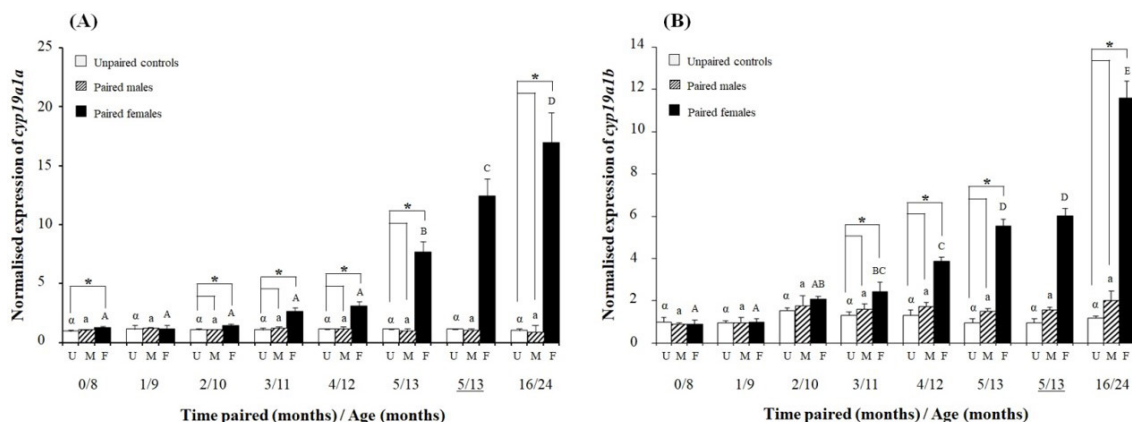 (A)
Normalised expression of cyp19a1a
25
20
15
10
5
0
Unpaired controls
Paired males
Paired females
* * * * * *
α a A α a A α a A α a A α a A α a B α a C α a D
U M F U M F U M F U M F U M F U M F U M F U M F
0/8 1/9 2/10 3/11 4/12 5/13 5/13 16/24
Time paired (months) / Age (months)
(B)
Normalised expression of cyp19a1b
14
12
10
8
6
4
2
0
Unpaired controls
Paired males
Paired females
* * * *
α a A α a A α a AB α a BC α a C α a D α a D α a E
U M F U M F U M F U M F U M F U M F U M F U M F
0/8 1/9 2/10 3/11 4/12 5/13 5/13 16/24
Time paired (months) / Age (months)